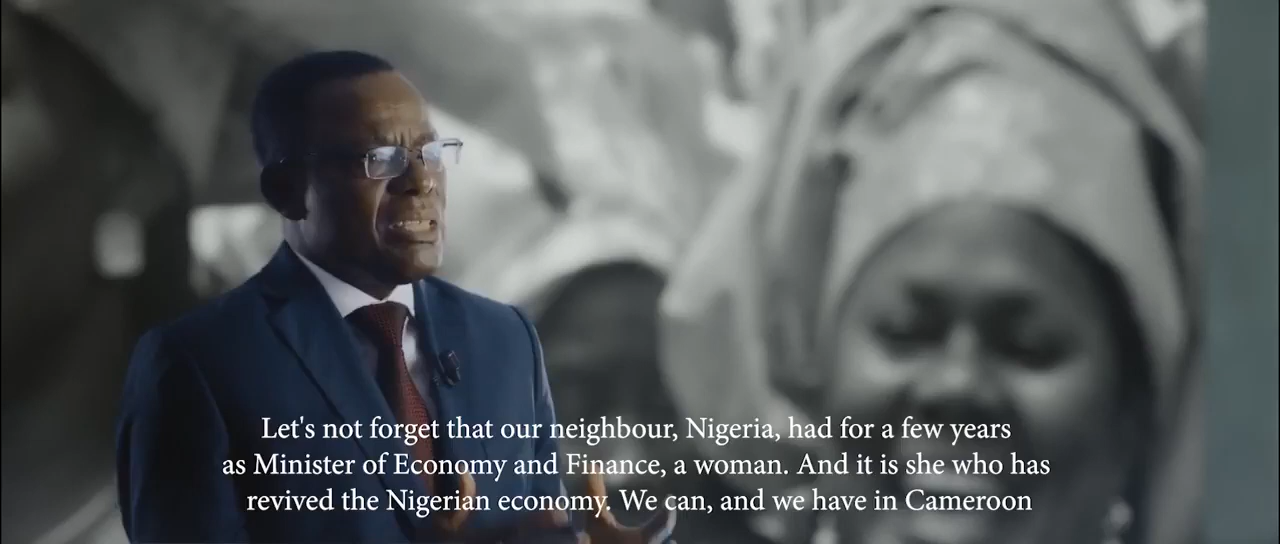 Let's not forget that our neighbour, Nigeria, had for a few years
as Minister of Economy and Finance, a woman. And it is she who has
revived the Nigerian economy. We can, and we have in Cameroon